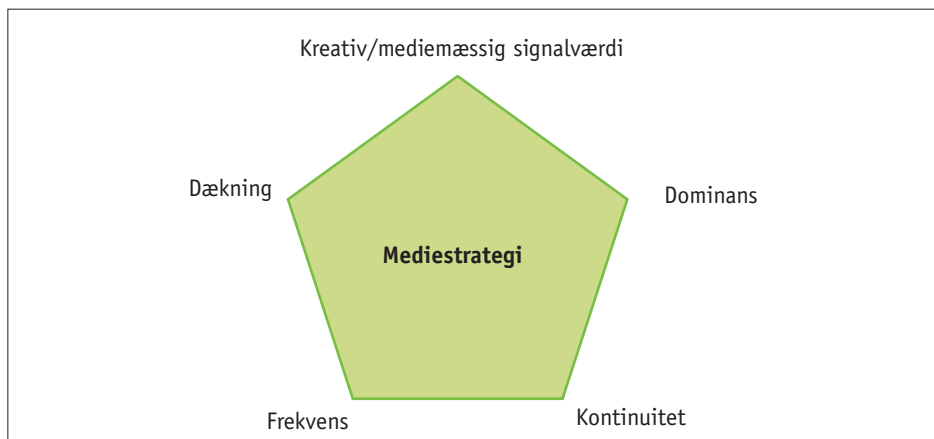 Kreativ/mediemæssig signalværdi
Dækning
Dominans
Mediestrategi
Frekvens
Kontinuitet